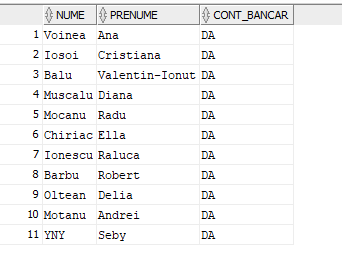 NUME PRENUME CONT_BANCAR
1 Voinea Ana DA
2 Iosoi Cristiana DA
3 Balu Valentin-Ionut DA
4 Muscalu Diana DA
5 Mocanu Radu DA
6 Chiriac Ella DA
7 Ionescu Raluca DA
8 Barbu Robert DA
9 Oltean Delia DA
10 Motanu Andrei DA
11 YNY Seby DA